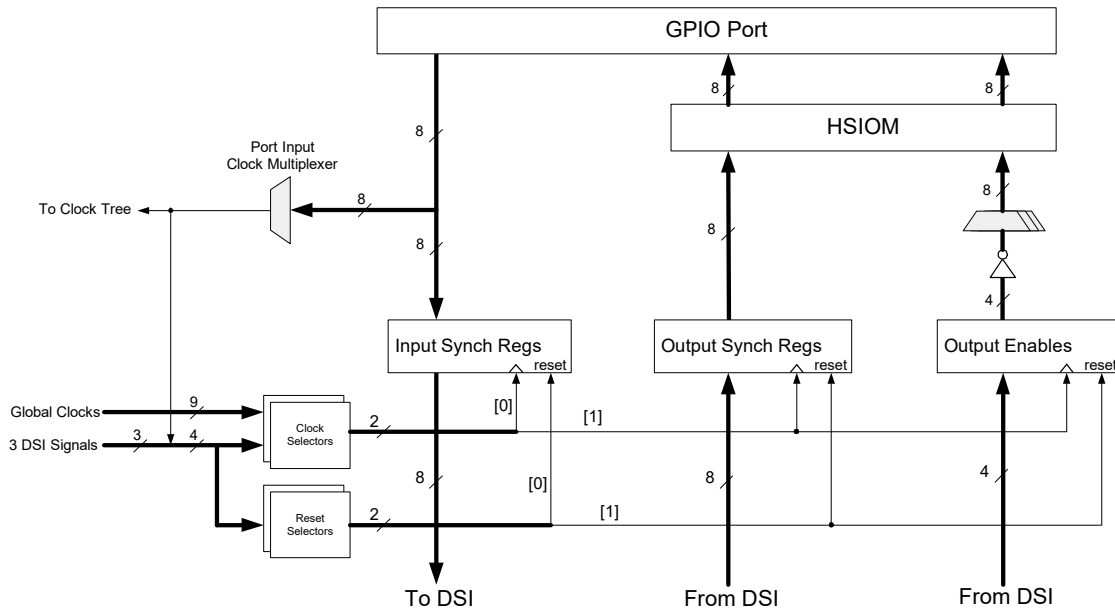 GPIO Port
8
8
HSIOM
8
Port Input
Clock Multiplexer
8
To Clock Tree
8
8
8
8
4
Input Synch Regs
reset
Output Synch Regs
reset
Output Enables
reset
Global Clocks
9
[0]
3 DSI Signals
3
4
Clock
Selectors
2
[1]
8
[0]
8
4
Reset
Selectors
2
[1]
To DSI
From DSI
From DSI